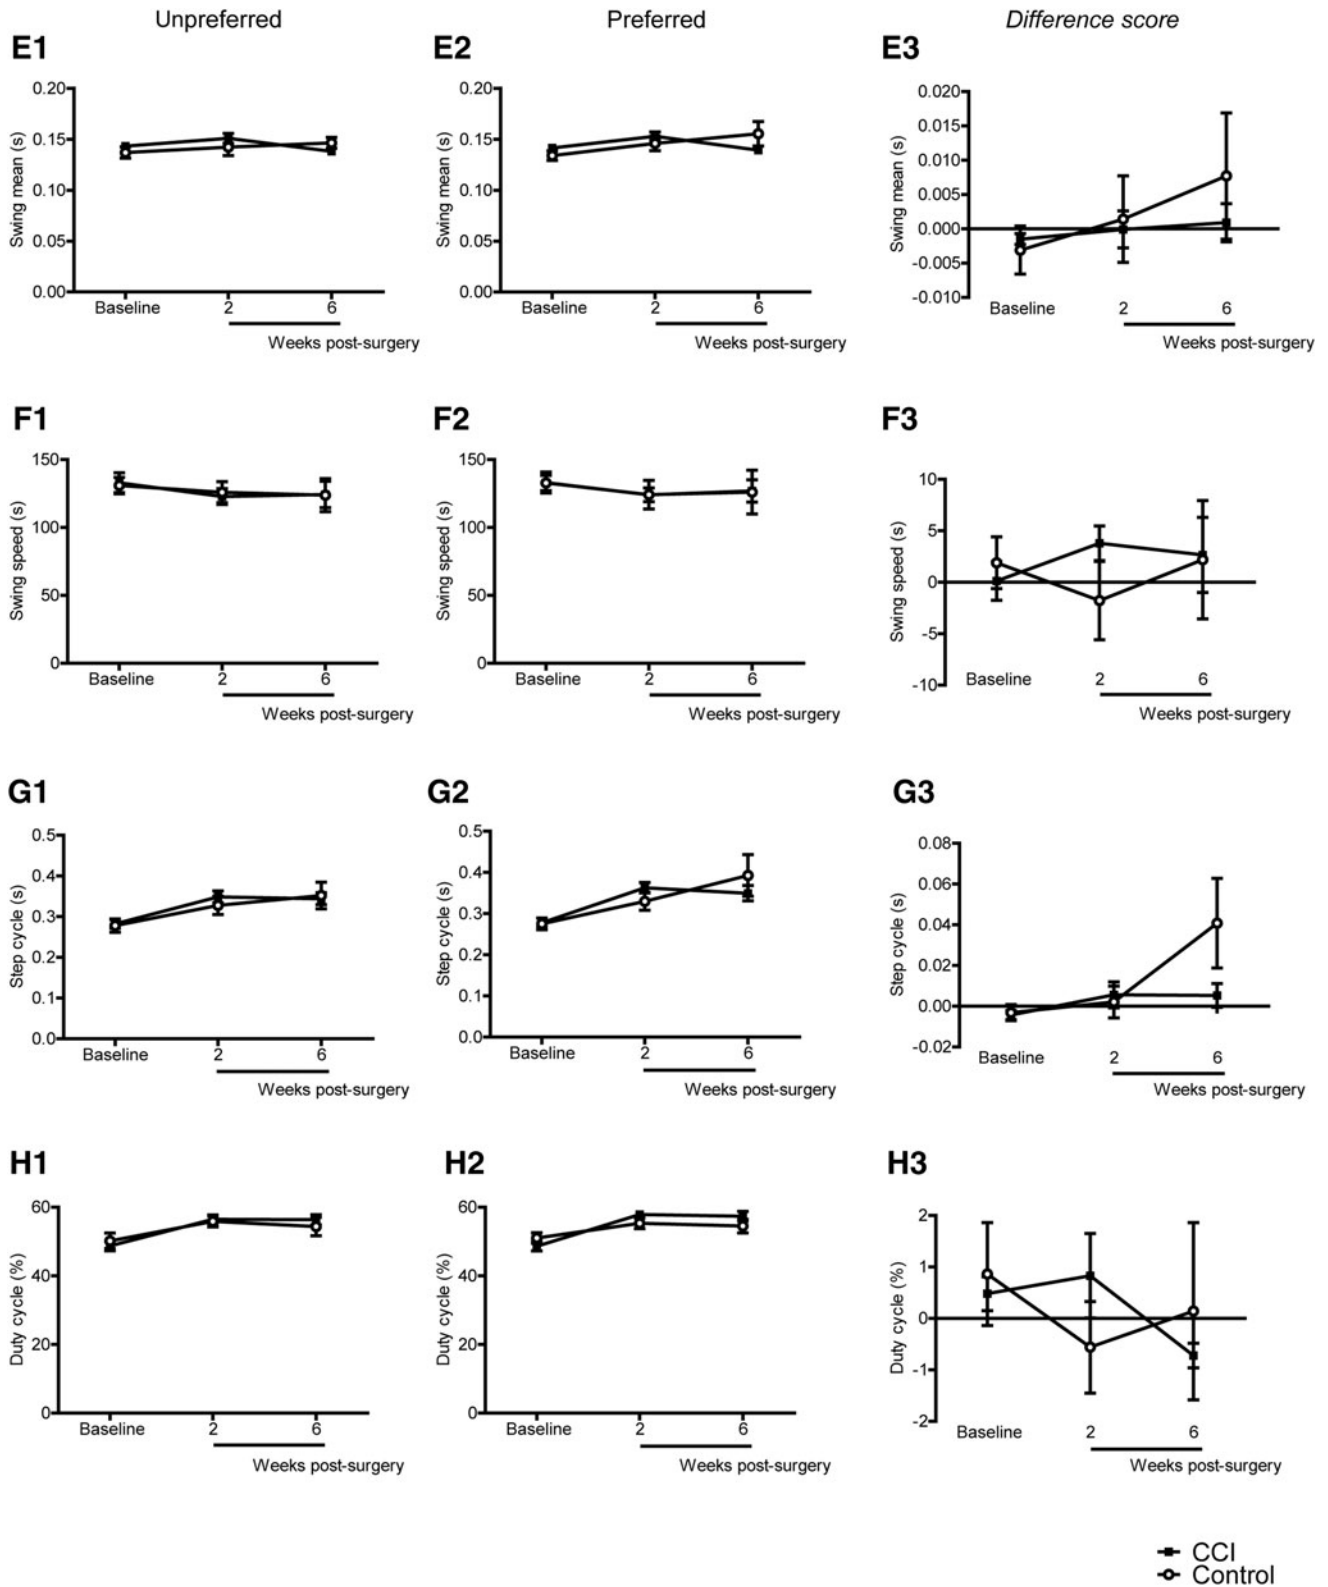 Unpreferred
Preferred
Difference score
E1
E2
E3
0.20
0.15
0.10
0.05
0.00
Swing mean (s)
Baseline
2
6
Weeks post-surgery
0.20
0.15
0.10
0.05
0.00
Swing mean (s)
Baseline
2
6
Weeks post-surgery
0.020
0.015
0.010
0.005
0.000
-0.005
-0.010
Swing mean (s)
Baseline
2
6
Weeks post-surgery
F1
F2
F3
150
100
50
0
Swing speed (s)
Baseline
2
6
Weeks post-surgery
150
100
50
0
Swing speed (s)
Baseline
2
6
Weeks post-surgery
10
5
0
-5
-10
Swing speed (s)
Baseline
2
6
Weeks post-surgery
G1
G2
G3
0.5
0.4
0.3
0.2
0.1
0.0
Step cycle (s)
Baseline
2
6
Weeks post-surgery
0.5
0.4
0.3
0.2
0.1
0.0
Step cycle (s)
Baseline
2
6
Weeks post-surgery
0.08
0.06
0.04
0.02
0.00
-0.02
Step cycle (s)
Baseline
2
6
Weeks post-surgery
H1
H2
H3
60
40
20
0
Duty cycle (%)
Baseline
2
6
Weeks post-surgery
60
40
20
0
Duty cycle (%)
Baseline
2
6
Weeks post-surgery
2
1
0
-1
-2
Duty cycle (%)
Baseline
2
6
Weeks post-surgery
CCI
Control